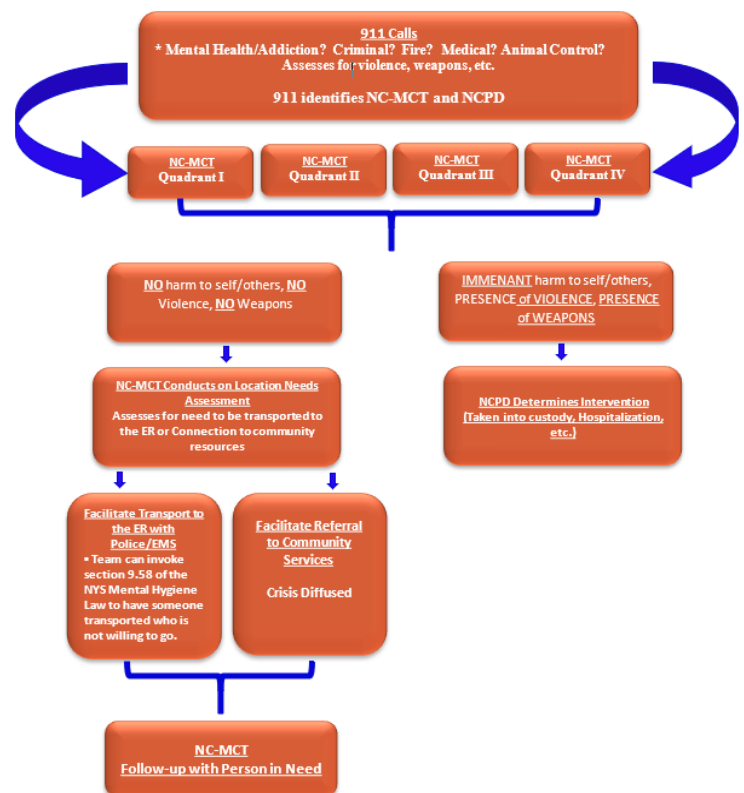 911 Calls
* Mental Health/Addiction? Criminal? Fire? Medical? Animal Control?
Assesses for violence, weapons, etc.
911 identifies NC-MCT and NCPD
NC-MCT
Quadrant I
NC-MCT
Quadrant II
NC-MCT
Quadrant III
NC-MCT
Quadrant IV
NO harm to self/others, NO
Violence, NO Weapons
IMMENANT harm to self/others,
PRESENCE of VIOLENCE, PRESENCE
of WEAPONS
NC-MCT Conducts on Location Needs
Assessment
Assesses for need to be transported to
the ER or Connection to community
resources
NCPD Determines Intervention
(Taken into custody, Hospitalization,
etc.)
Facilitate Transport to
the ER with
Police/EMS
▪ Team can invoke
section 9.58 of the
NYS Mental Hygiene
Law to have someone
transported who is
not willing to go.
Facilitate Referral
to Community
Services
Crisis Diffused
NC-MCT
Follow-up with Person in Need